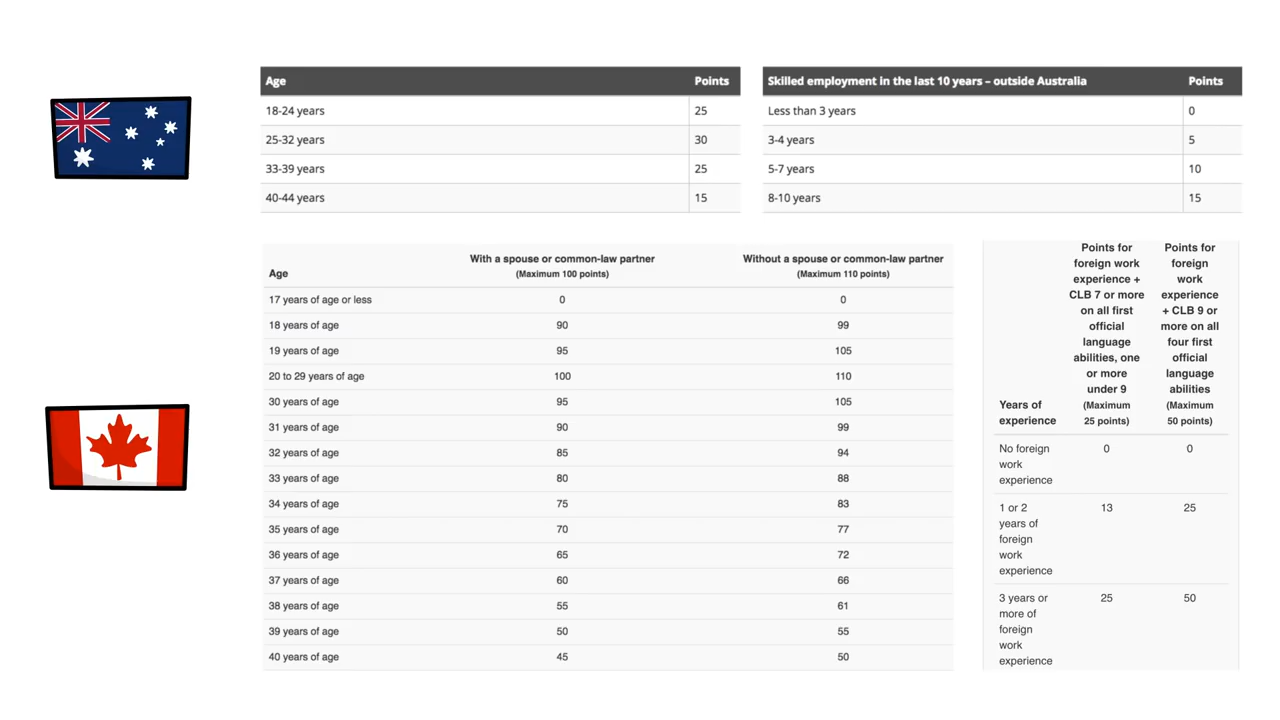 Age Points
18-24 years 25
25-32 years 30
33-39 years 25
40-44 years 15
Skilled employment in the last 10 years – outside Australia Points
Less than 3 years 0
3-4 years 5
5-7 years 10
8-10 years 15
Age With a spouse or common-law partner (Maximum 100 points) Without a spouse or common-law partner (Maximum 110 points)
17 years of age or less 0 0
18 years of age 90 99
19 years of age 95 105
20 to 29 years of age 100 110
30 years of age 95 105
31 years of age 90 99
32 years of age 85 94
33 years of age 80 88
34 years of age 75 83
35 years of age 70 77
36 years of age 65 72
37 years of age 60 66
38 years of age 55 61
39 years of age 50 55
40 years of age 45 50
Years of
experience
Points for
foreign work
experience +
CLB 7 or more
on all first
official
language
abilities, one
or more
under 9
(Maximum
25 points)
Points for
foreign
work
experience
+ CLB 9 or
more on all
four first
official
language
abilities
(Maximum
50 points)
No foreign 0 0
work
experience
1 or 2 13 25
years of
foreign
work
experience
3 years or 25 50
more of
foreign
work
experience